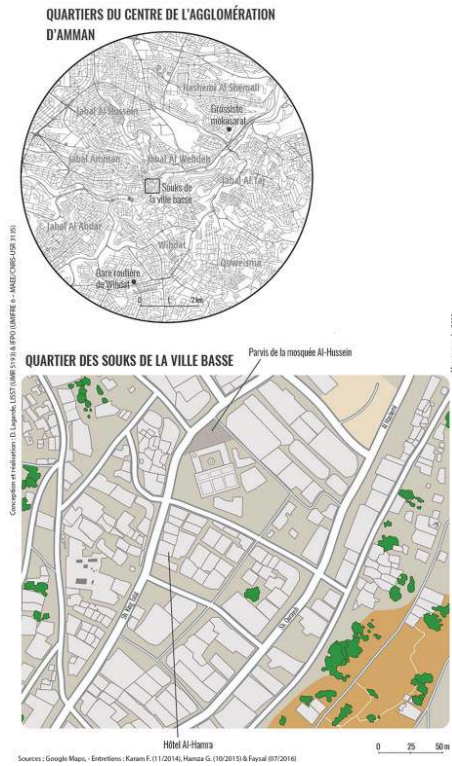 QUARTIERS DU CENTRE DE L'AGGLOMÉRATION
D'AMMAN
Hashemi Al Shemali
Jabal Al Hussein
Grossiste
mokasarat
Jabal Amman
Jabal Al Webdeh
Souks de
la ville basse
Jabal Al Taj
Jabal Al Ahdar
Wihdat
Quweisma
Gare routière
de Wihdat
0 1 2 km
QUARTIER DES SOUKS DE LA VILLE BASSE
Parvis de la mosquée Al-Hussein
Hôtel Al-Hamra
0 25 50 m
Conception et réalisation : D. Lagarde, LISST (UMR 5193) & IFPO (UMIFRE 6 – MAEE/CNRS-USR 3135)
Sources : Google Maps, - Entretiens : Karam F. (11/2014), Hamza G. (10/2015) & Faysal (07/2016)